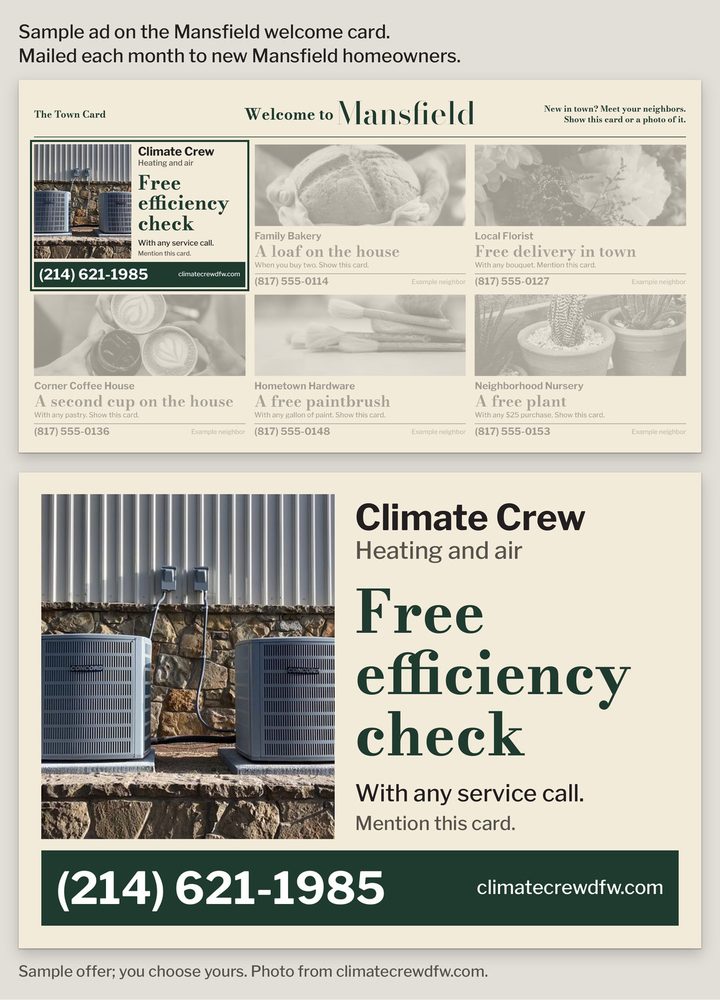 Sample ad on the Mansfield welcome card.
Mailed each month to new Mansfield homeowners.
The Town Card
Welcome to Mansfield
New in town? Meet your neighbors.
Show this card or a photo of it.
Climate Crew
Heating and air
Free
efficiency
check
With any service call.
Mention this card.
(214) 621-1985
climatecrewdfw.com
Family Bakery
A loaf on the house
When you buy two. Show this card.
(817) 555-0114
Example neighbor
Local Florist
Free delivery in town
With any bouquet. Mention this card.
(817) 555-0127
Example neighbor
Corner Coffee House
A second cup on the house
With any pastry. Show this card.
(817) 555-0136
Example neighbor
Hometown Hardware
A free paintbrush
With any gallon of paint. Show this card.
(817) 555-0148
Example neighbor
Neighborhood Nursery
A free plant
With any $25 purchase. Show this card.
(817) 555-0153
Example neighbor
CONCORD
CONCORD
Climate Crew
Heating and air
Free
efficiency
check
With any service call.
Mention this card.
(214) 621-1985
climatecrewdfw.com
Sample offer; you choose yours. Photo from climatecrewdfw.com.